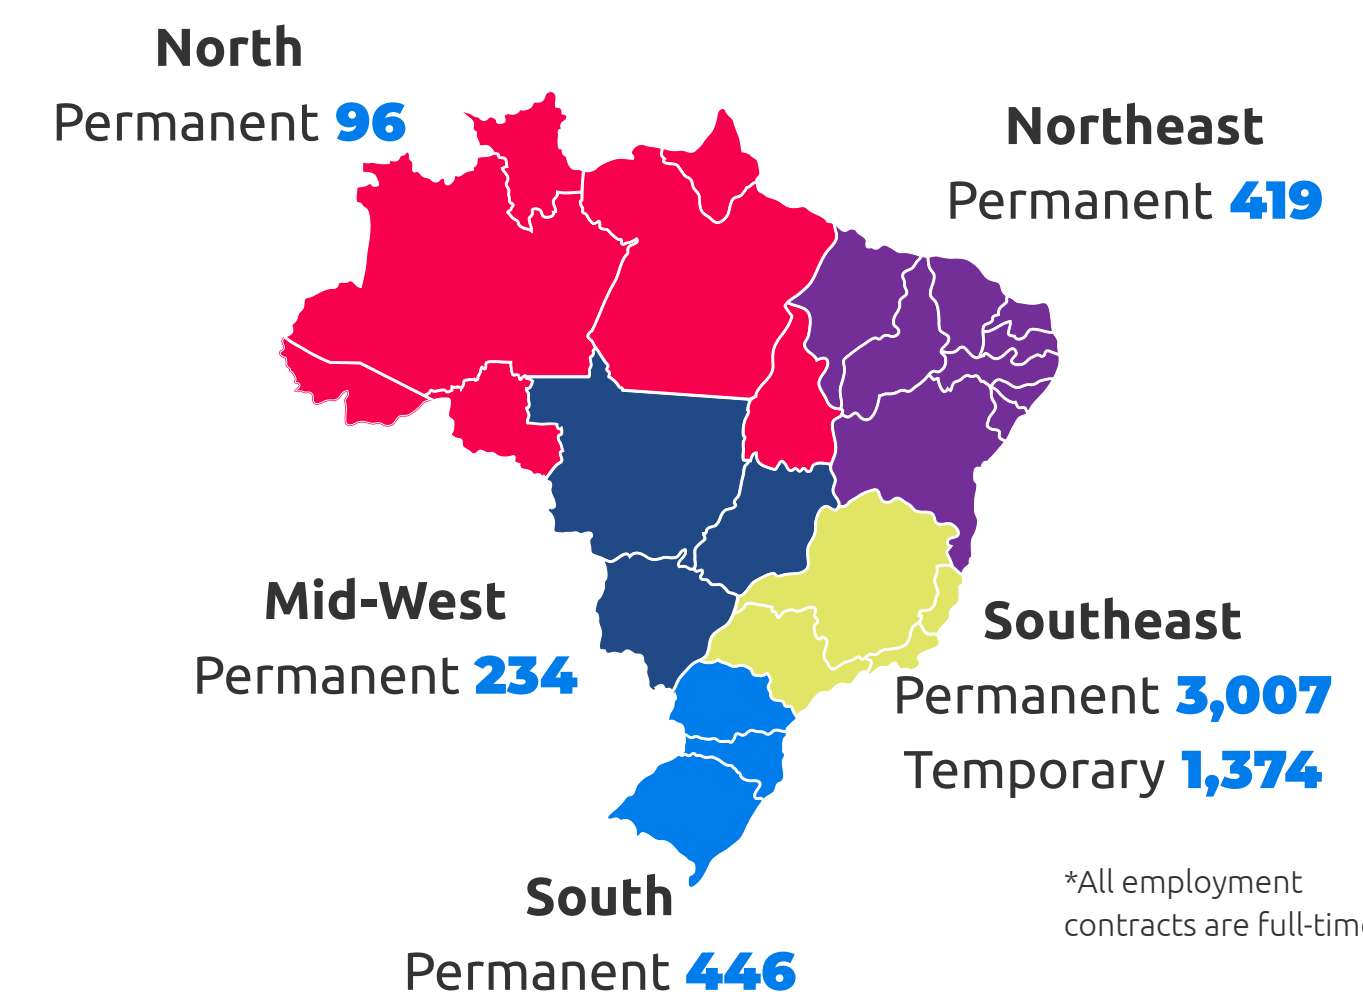 North
Permanent 96
Northeast
Permanent 419
Mid-West
Permanent 234
Southeast
Permanent 3,007
Temporary 1,374
South
Permanent 446
*All employment
contracts are full-time